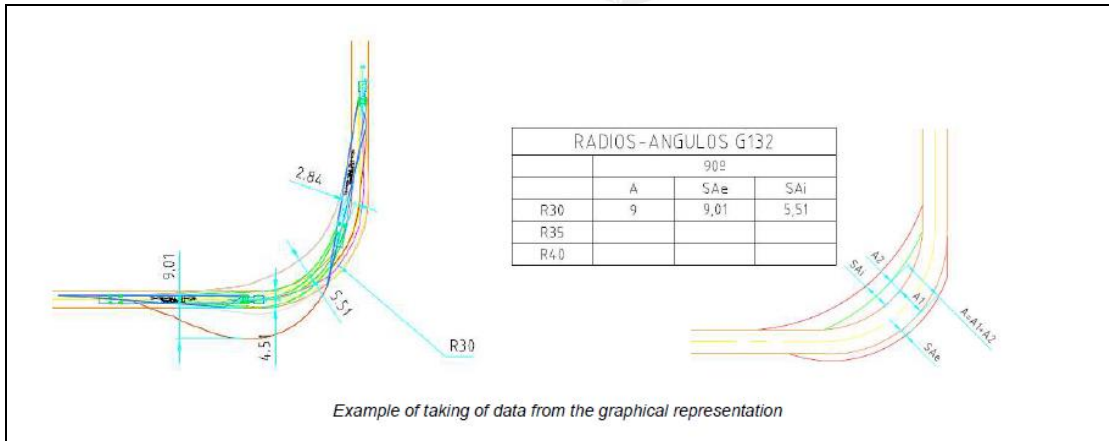 2.84
9,01
5.51
4.51
R30
RADIOS-ANGULOS G132
90º
A SAe SAi
R30 9 9,01 5,51
R35
R40
A2
SAi
A1
A=A1+A2
SAe
Example of taking of data from the graphical representation